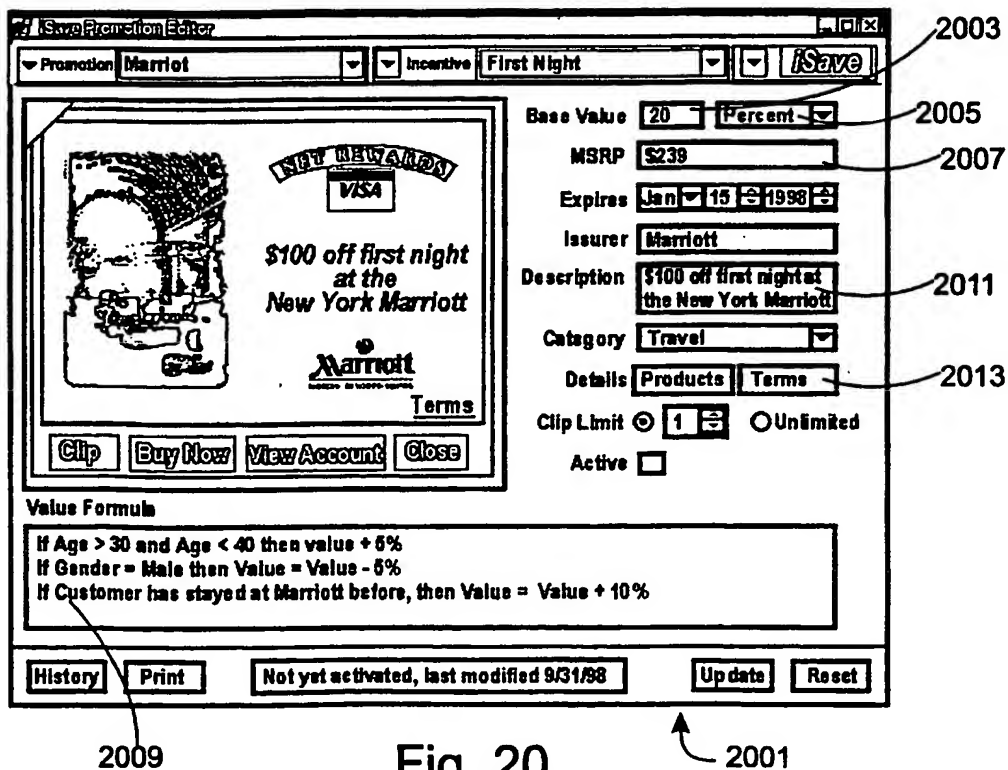 iSave Promotion Editor
Promotion Marriot Incentive First Night iSave
2003
Base Value 20 Percent
2005
MSRP $239
2007
Expires Jan 15 1998
Issurer Marriott
Description $100 off first night at
the New York Marriott
2011
Category Travel
Details Products Terms
2013
Clip Limit 1 Unlimited
Active
NET REWARDS
VISA
$100 off first night
at the
New York Marriott
Marriott
Terms
Clip Buy Now View Account Close
Value Formula
If Age > 30 and Age < 40 then value + 5%
If Gender = Male then Value = Value - 5%
If Customer has stayed at Marriott before, then Value = Value + 10%
History Print Not yet activated, last modified 9/31/98 Update Reset
2009
Fig. 20
2001